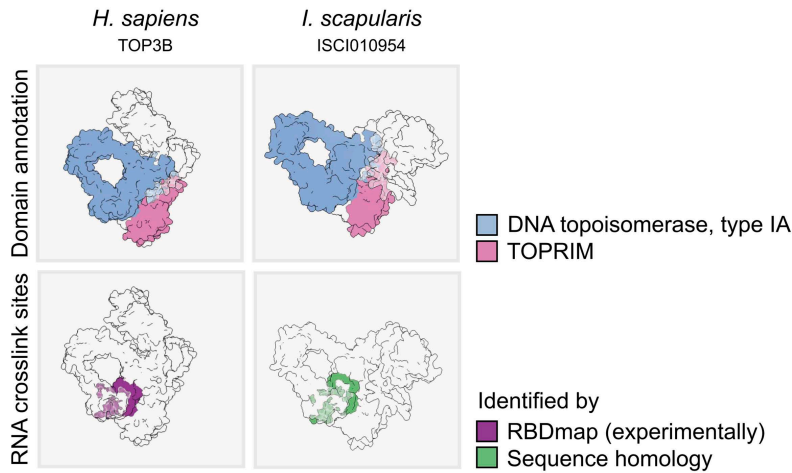 H. sapiens
TOP3B
I. scapularis
ISCI010954
Domain annotation
DNA topoisomerase, type IA
TOPRIM
RNA crosslink sites
Identified by
RBDmap (experimentally)
Sequence homology